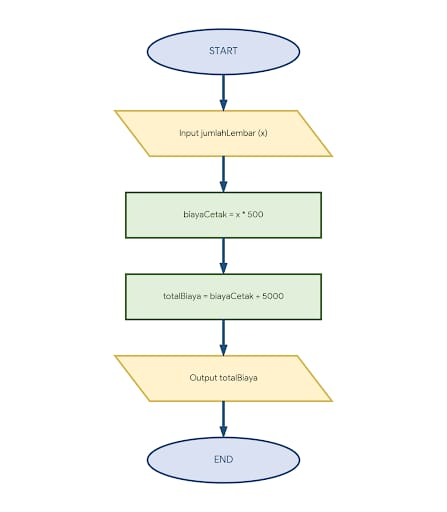 START
Input jumlahLembar (x)
biayaCetak = x * 500
totalBiaya = biayaCetak + 5000
Output totalBiaya
END